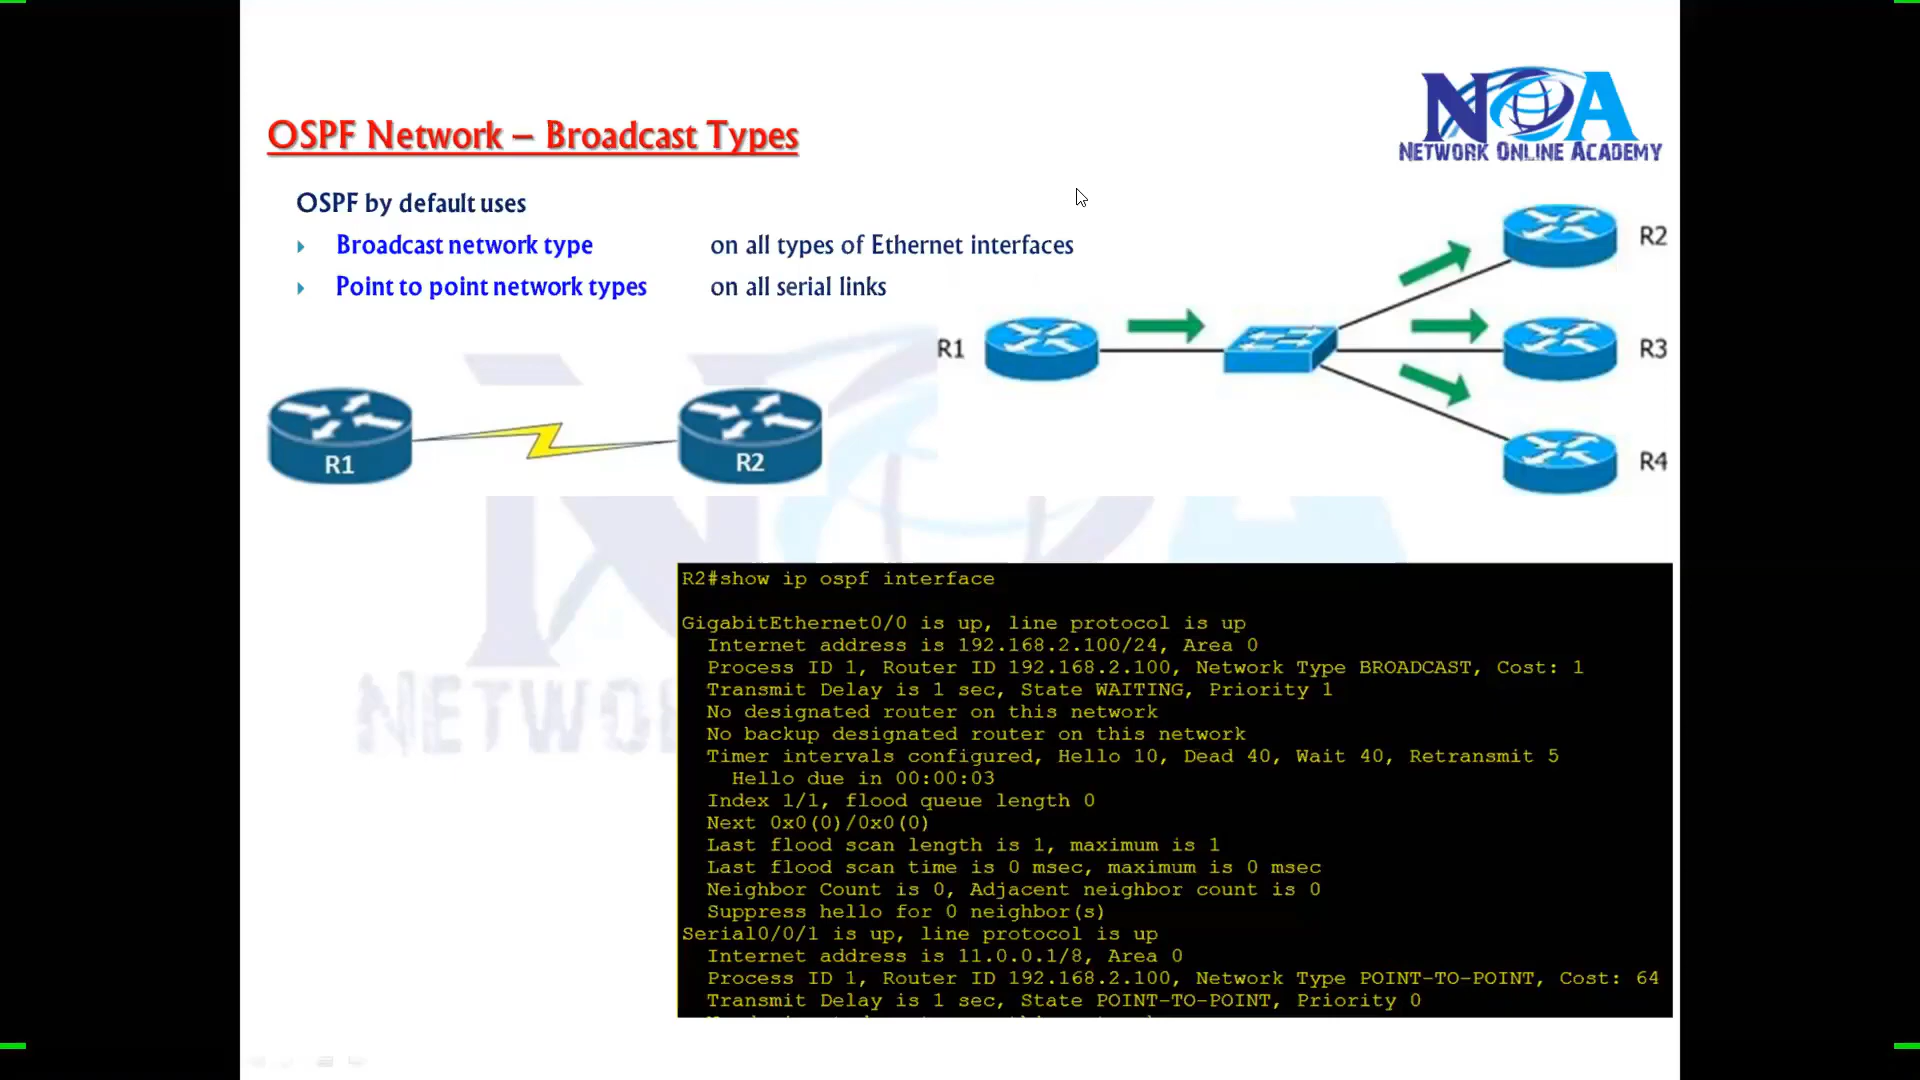 NOA
NETWORK ONLINE ACADEMY
OSPF Network – Broadcast Types
OSPF by default uses
Broadcast network type on all types of Ethernet interfaces
Point to point network types on all serial links
R1
R2
R1
R2
R3
R4
R2#show ip ospf interface
GigabitEthernet0/0 is up, line protocol is up
Internet address is 192.168.2.100/24, Area 0
Process ID 1, Router ID 192.168.2.100, Network Type BROADCAST, Cost: 1
Transmit Delay is 1 sec, State WAITING, Priority 1
No designated router on this network
No backup designated router on this network
Timer intervals configured, Hello 10, Dead 40, Wait 40, Retransmit 5
Hello due in 00:00:03
Index 1/1, flood queue length 0
Next 0x0(0)/0x0(0)
Last flood scan length is 1, maximum is 1
Last flood scan time is 0 msec, maximum is 0 msec
Neighbor Count is 0, Adjacent neighbor count is 0
Suppress hello for 0 neighbor(s)
Serial0/0/1 is up, line protocol is up
Internet address is 11.0.0.1/8, Area 0
Process ID 1, Router ID 192.168.2.100, Network Type POINT-TO-POINT, Cost: 64
Transmit Delay is 1 sec, State POINT-TO-POINT, Priority 0